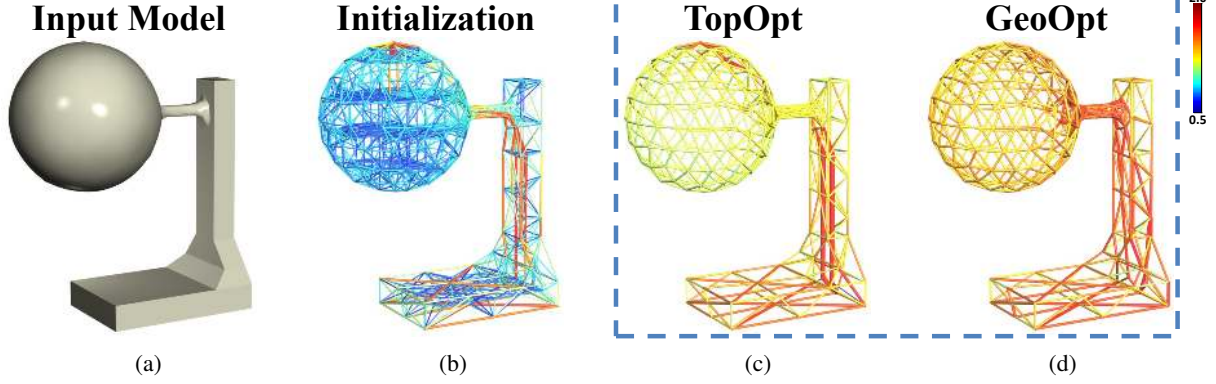 Input Model
Initialization
TopOpt
GeoOpt
0.5
(a)
(b)
(c)
(d)